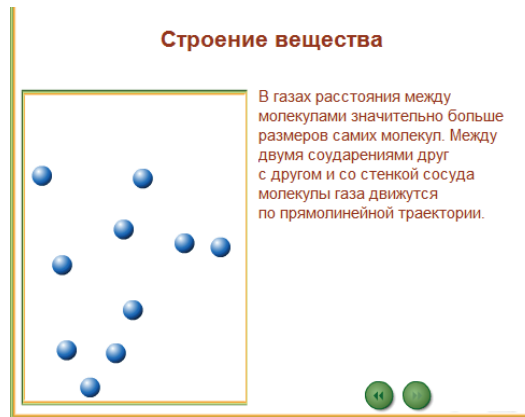 Строение вещества
В газах расстояния между
молекулами значительно больше
размеров самих молекул. Между
двумя соударениями друг
с другом и со стенкой сосуда
молекулы газа движутся
по прямолинейной траектории.